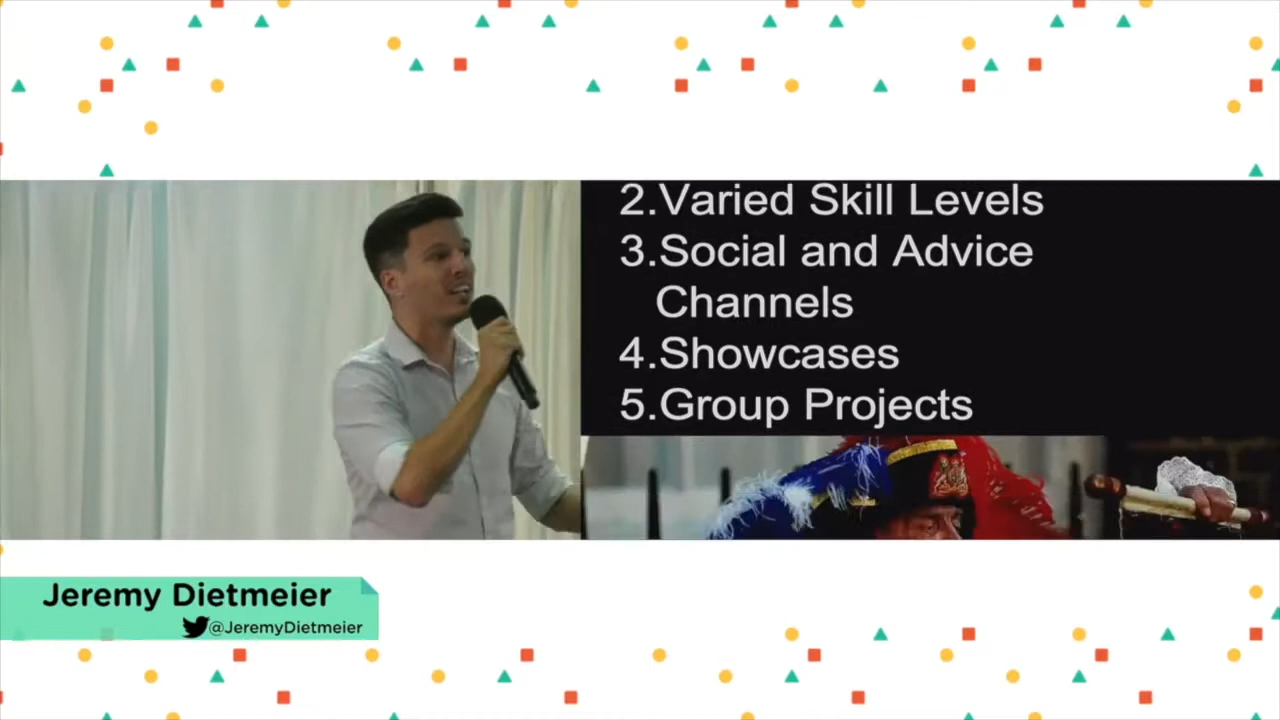 2.Varied Skill Levels
3.Social and Advice
Channels
4.Showcases
5.Group Projects
Jeremy Dietmeier
@JeremyDietmeier